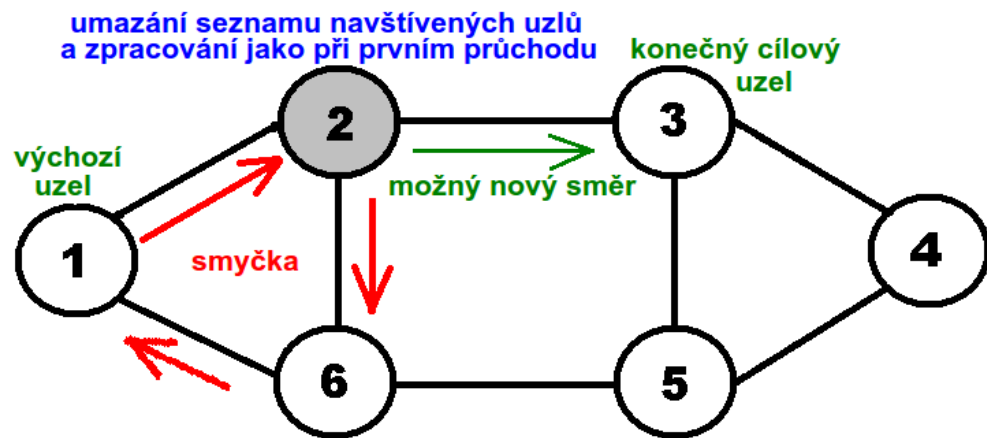 umazání seznamu navštívených uzlů
a zpracování jako při prvním průchodu
konečný cílový
uzel
2
3
výchozí
uzel
možný nový směr
1
smyčka
4
6
5